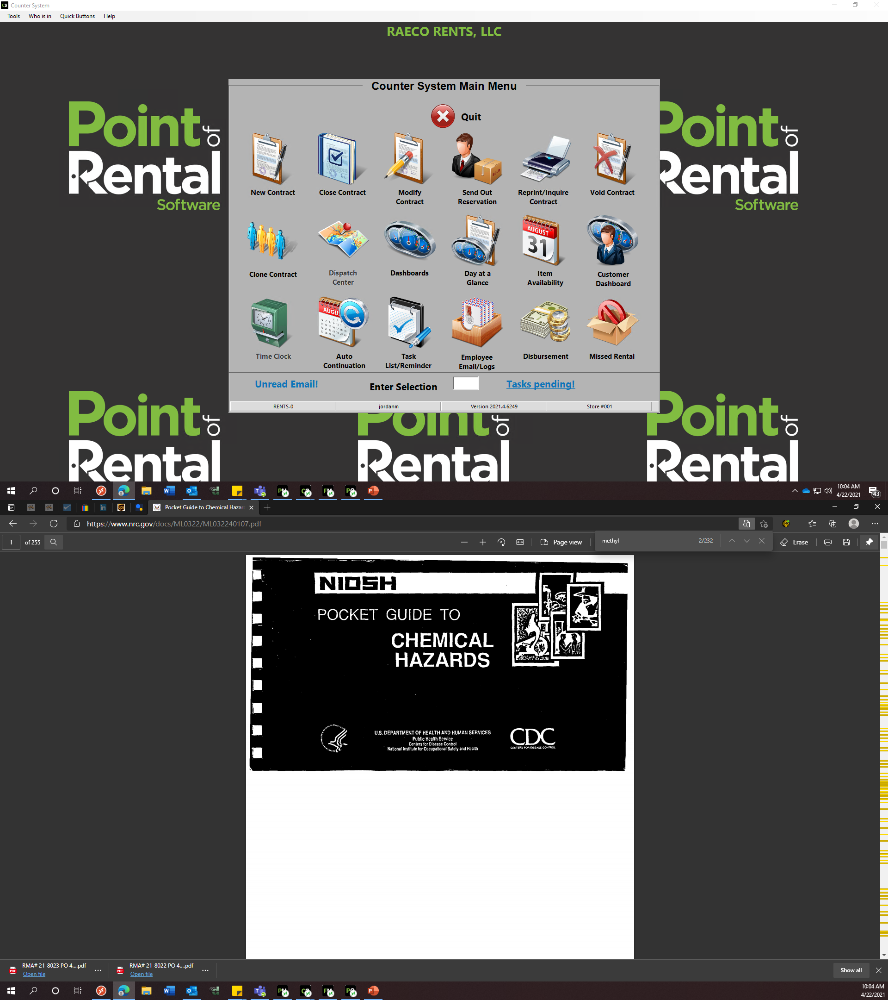 Counter System
Tools Who is in Quick Buttons Help
RAECO RENTS, LLC
Counter System Main Menu
Quit
Point of
Rental
Software
Point of
Rental
Software
New Contract Close Contract Modify Contract Send Out Reservation Reprint/Inquire Contract Void Contract
AUGUST
31
Clone Contract Dispatch Center Dashboards Day at a Glance Item Availability Customer Dashboard
Time Clock Auto Continuation Task List/Reminder Employee Email/Logs Disbursement Missed Rental
Unread Email! Enter Selection Tasks pending!
RENTS-0 jordanm Version 2021.4.6249 Store #001
Point of
Rental
Point of
Rental
Point of
Rental
10:04 AM
4/22/2021
43
Pocket Guide to Chemical Hazar
https://www.nrc.gov/docs/ML0322/ML032240107.pdf
1 of 255 Page view methyl 2/232 Erase
NIOSH
POCKET GUIDE TO
CHEMICAL
HAZARDS
U.S. DEPARTMENT OF HEALTH AND HUMAN SERVICES
Public Health Service
Centers for Disease Control
National Institute for Occupational Safety and Health
CDC
CENTERS FOR DISEASE CONTROL
RMA# 21-8023 PO 4....pdf
Open file
RMA# 21-8022 PO 4....pdf
Open file
Show all
10:04 AM
4/22/2021